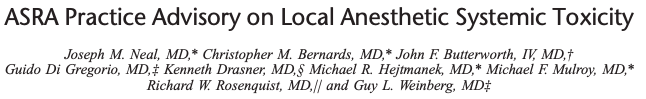 ASRA Practice Advisory on Local Anesthetic Systemic Toxicity
Joseph M. Neal, MD,* Christopher M. Bernards, MD,* John F. Butterworth, IV, MD,†
Guido Di Gregorio, MD,‡ Kenneth Drasner, MD,§ Michael R. Hejtmanek, MD,* Michael F. Mulroy, MD,*
Richard W. Rosenquist, MD,|| and Guy L. Weinberg, MD‡